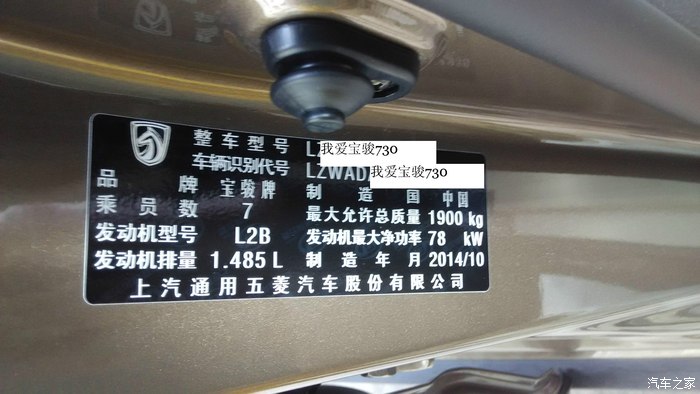 整车型号 L 我爱宝骏730
车辆识别代号 LZWAD 我爱宝骏730
品牌 宝骏牌 制造国 中国
乘员数 7 最大允许总质量 1900 kg
发动机型号 L2B 发动机最大净功率 78 kW
发动机排量 1.485 L 制造年月 2014/10
上汽通用五菱汽车股份有限公司
汽车之家